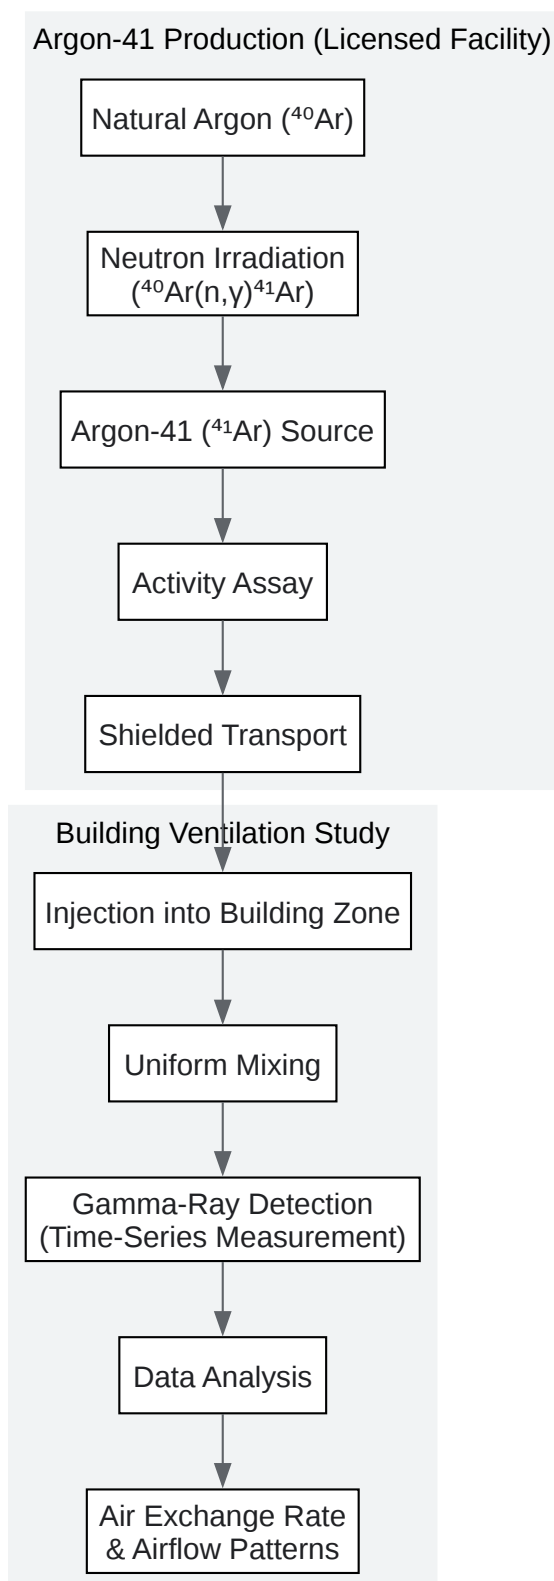 Argon-41 Production (Licensed Facility)
Natural Argon (⁴⁰Ar)
Neutron Irradiation
(⁴⁰Ar(n,γ)⁴¹Ar)
Argon-41 (⁴¹Ar) Source
Activity Assay
Shielded Transport
Building Ventilation Study
Injection into Building Zone
Uniform Mixing
Gamma-Ray Detection
(Time-Series Measurement)
Data Analysis
Air Exchange Rate
& Airflow Patterns